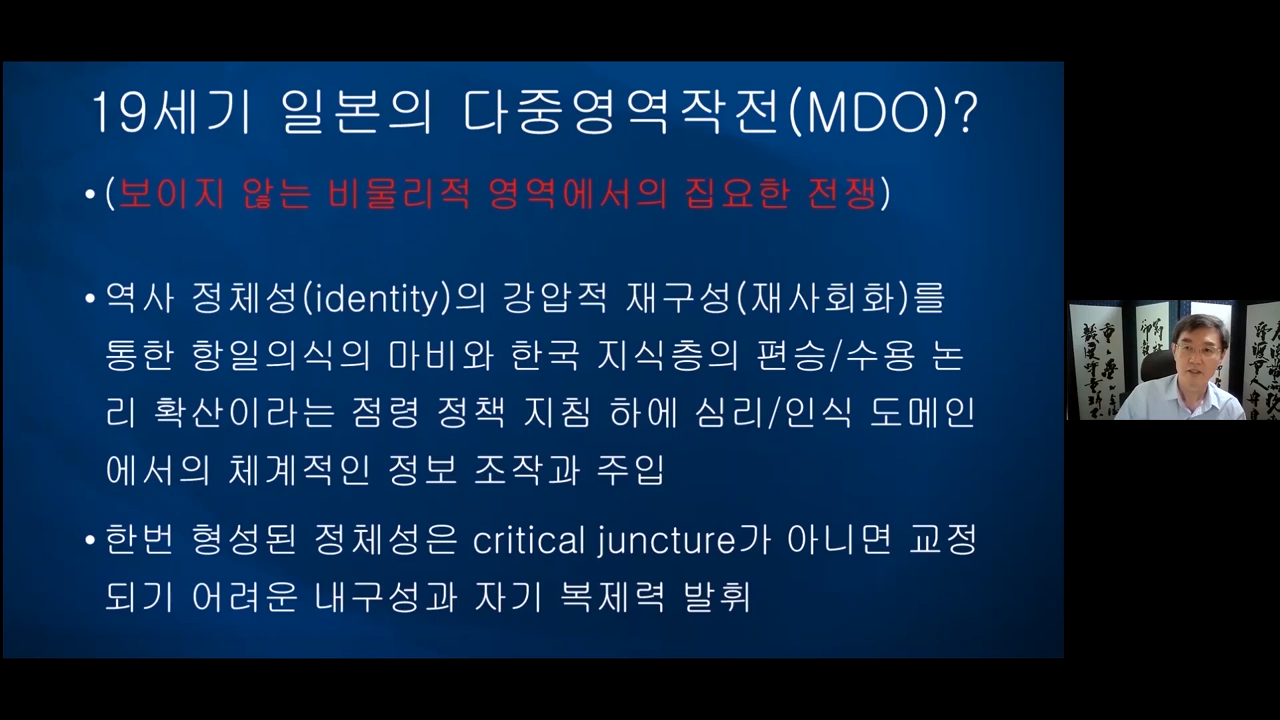 19세기 일본의 다중영역작전(MDO)?
• (보이지 않는 비물리적 영역에서의 집요한 전쟁)
• 역사 정체성(identity)의 강압적 재구성(재사회화)를
통한 항일의식의 마비와 한국 지식층의 편승/수용 논
리 확산이라는 점령 정책 지침 하에 심리/인식 도메인
에서의 체계적인 정보 조작과 주입
• 한번 형성된 정체성은 critical juncture가 아니면 교정
되기 어려운 내구성과 자기 복제력 발휘